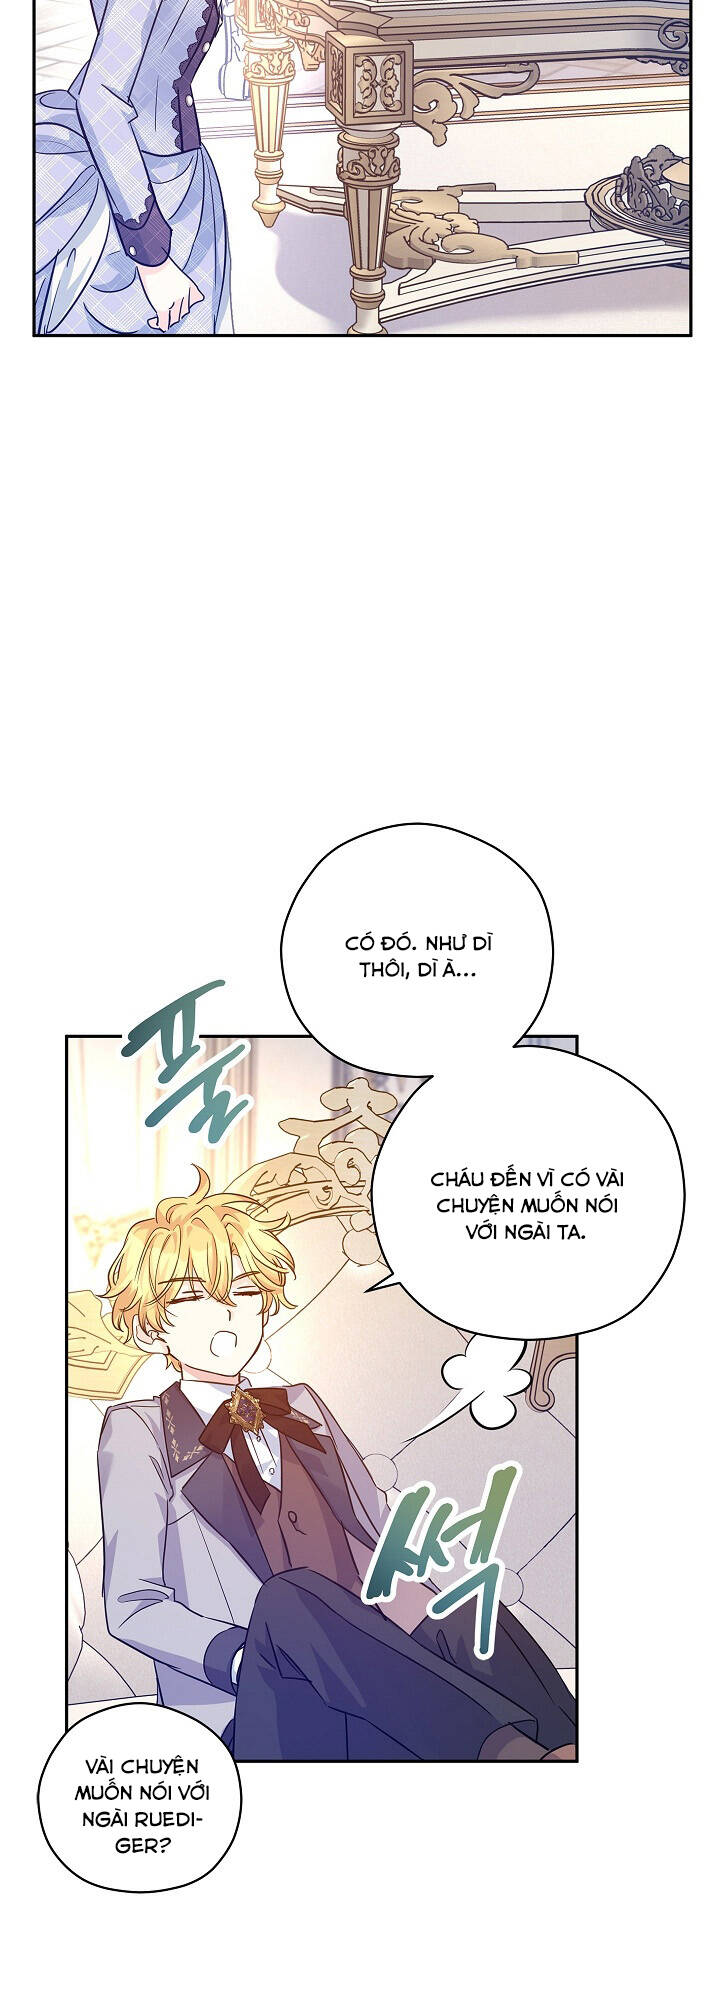 CÓ ĐÓ. NHƯ DÌ
THÔI, DÌ À...
풀
CHÁU ĐẾN VÌ CÓ VÀI
CHUYỆN MUỐN NÓI
VỚI NGÀI TA.
썩
VÀI CHUYỆN
MUỐN NÓI VỚI
NGÀI RUEDI-
GER?